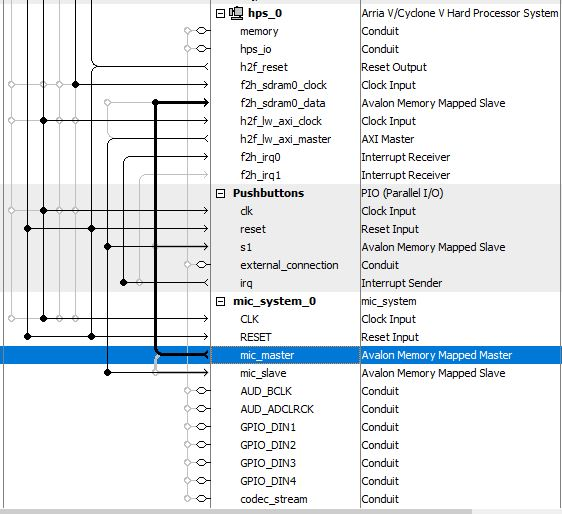 hps_0 Arria V/Cyclone V Hard Processor System
memory Conduit
hps_io Conduit
h2f_reset Reset Output
f2h_sdram0_clock Clock Input
f2h_sdram0_data Avalon Memory Mapped Slave
h2f_lw_axi_clock Clock Input
h2f_lw_axi_master AXI Master
f2h_irq0 Interrupt Receiver
f2h_irq1 Interrupt Receiver
Pushbuttons PIO (Parallel I/O)
clk Clock Input
reset Reset Input
s1 Avalon Memory Mapped Slave
external_connection Conduit
irq Interrupt Sender
mic_system_0 mic_system
CLK Clock Input
RESET Reset Input
mic_master Avalon Memory Mapped Master
mic_slave Avalon Memory Mapped Slave
AUD_BCLK Conduit
AUD_ADCLRCK Conduit
GPIO_DIN1 Conduit
GPIO_DIN2 Conduit
GPIO_DIN3 Conduit
GPIO_DIN4 Conduit
codec_stream Conduit